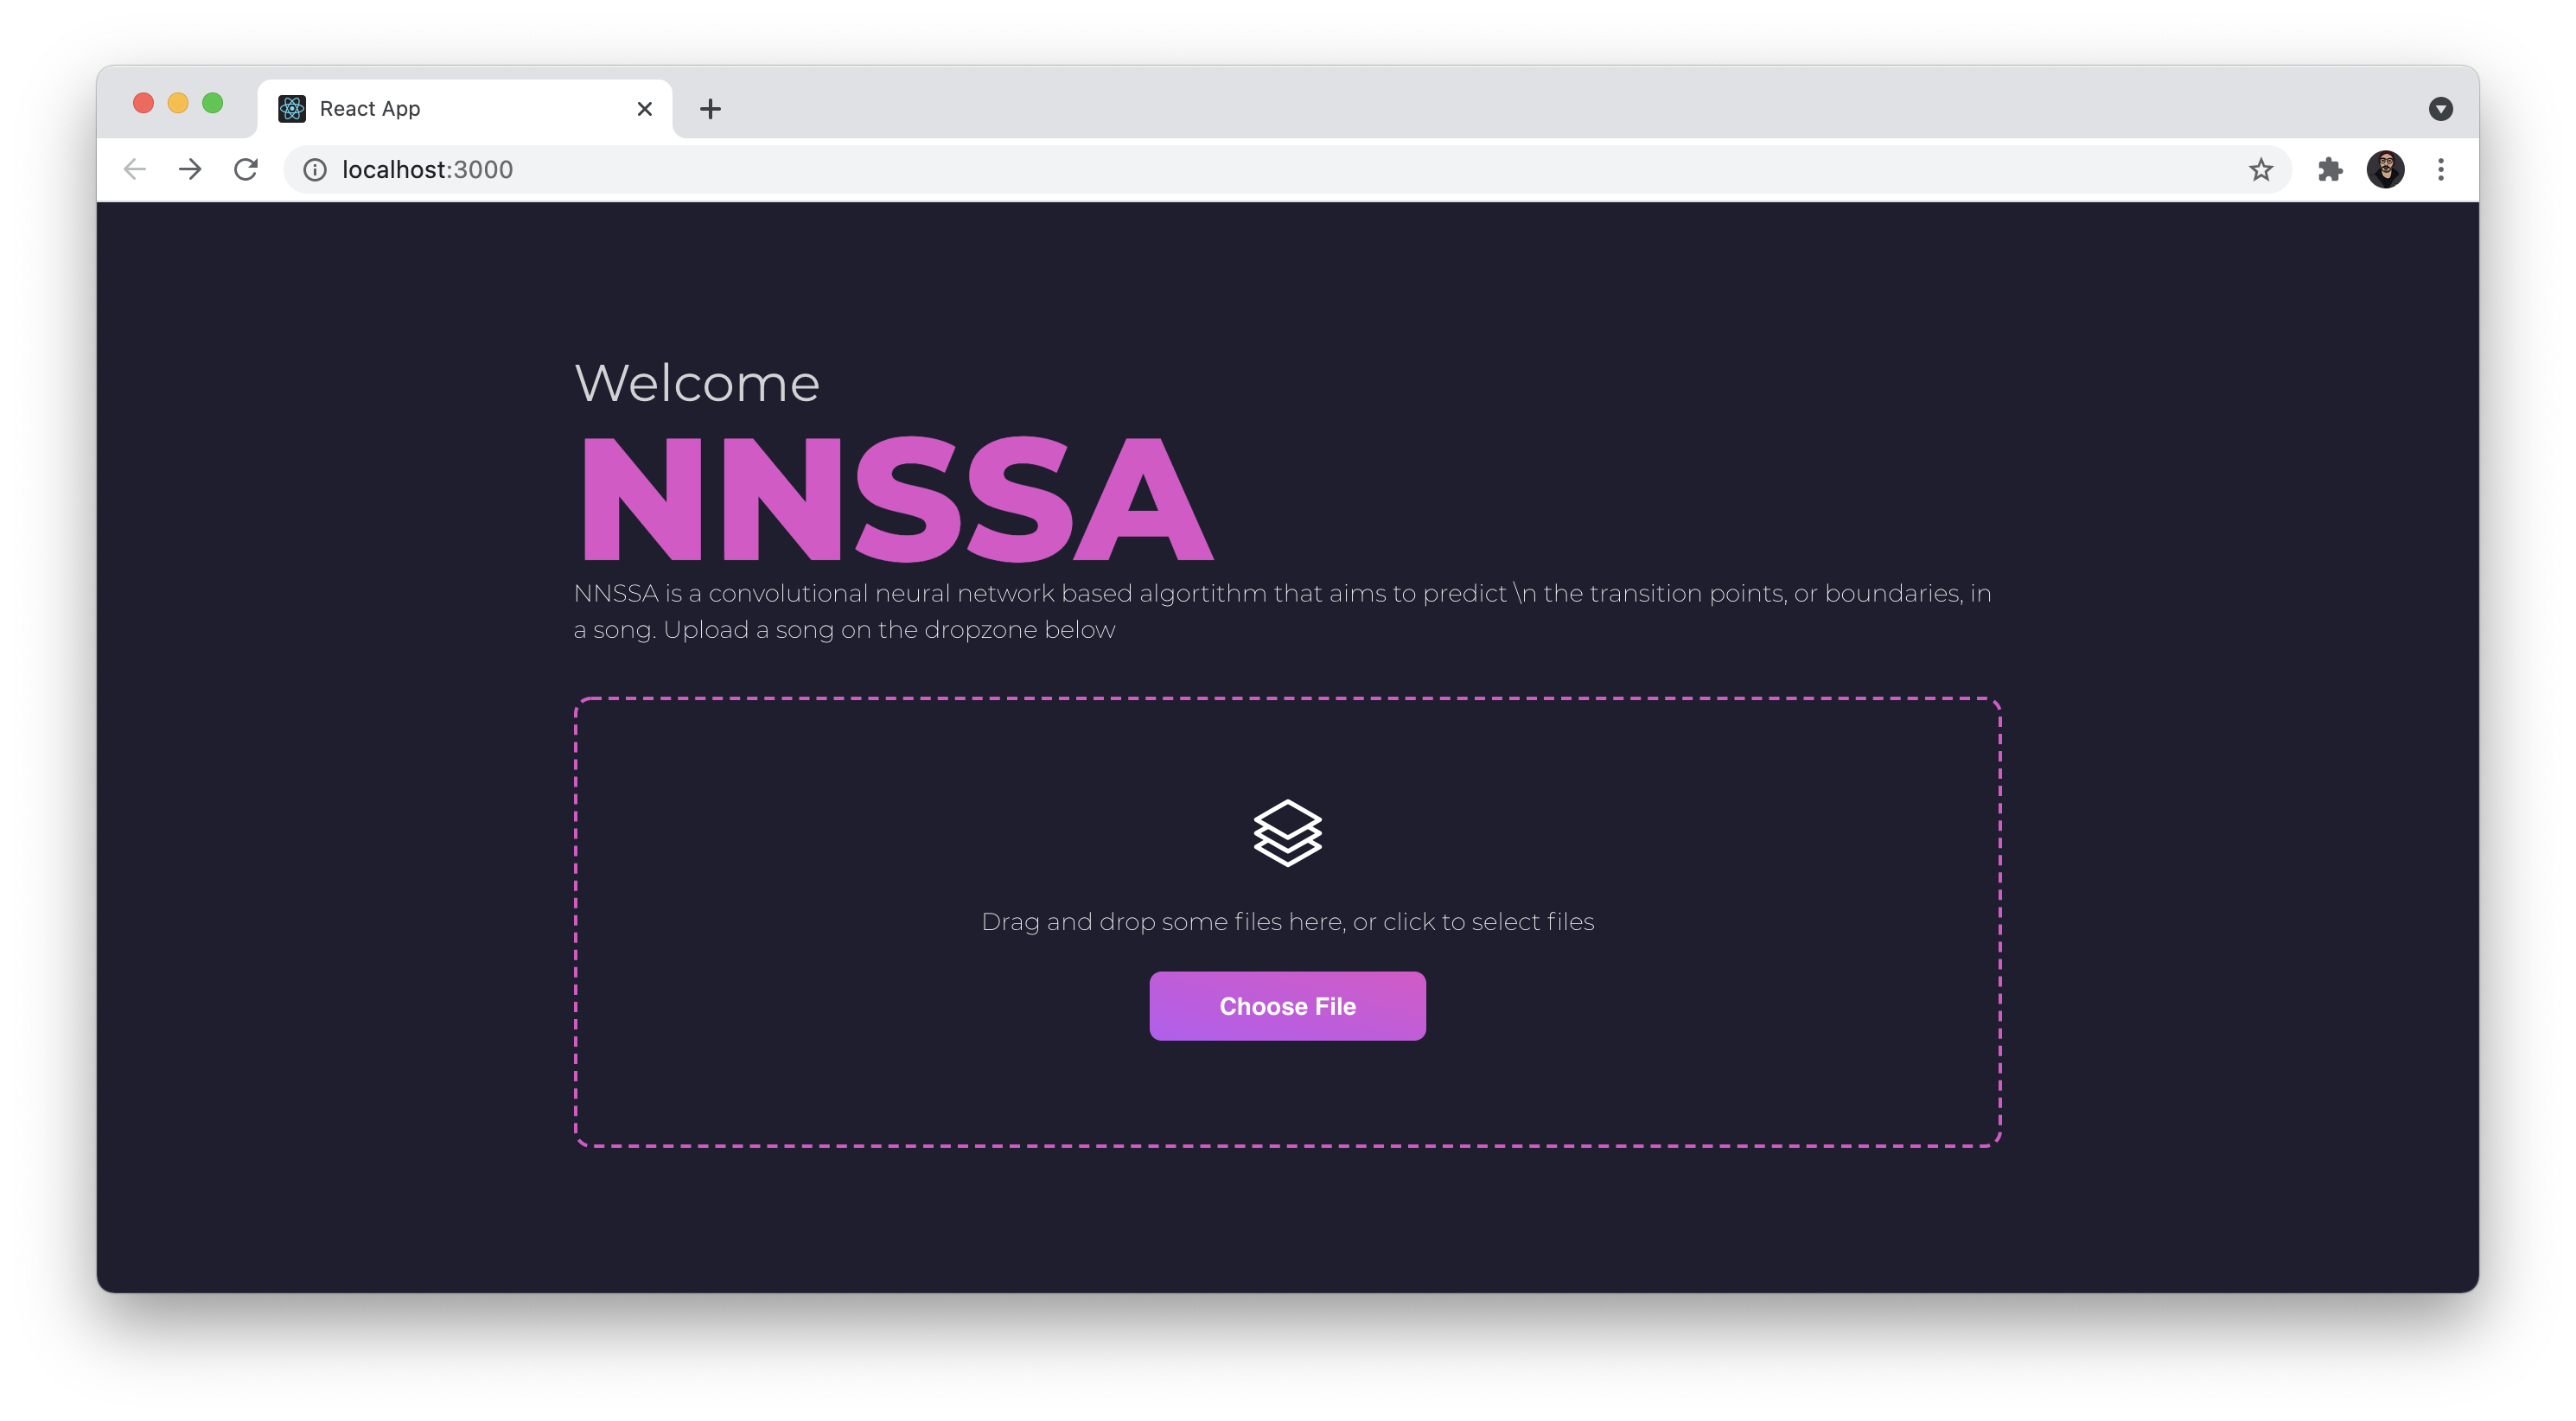 React App
localhost:3000
Welcome
NNSSA
NNSSA is a convolutional neural network based algortithm that aims to predict \n the transition points, or boundaries, in
a song. Upload a song on the dropzone below
Drag and drop some files here, or click to select files
Choose File